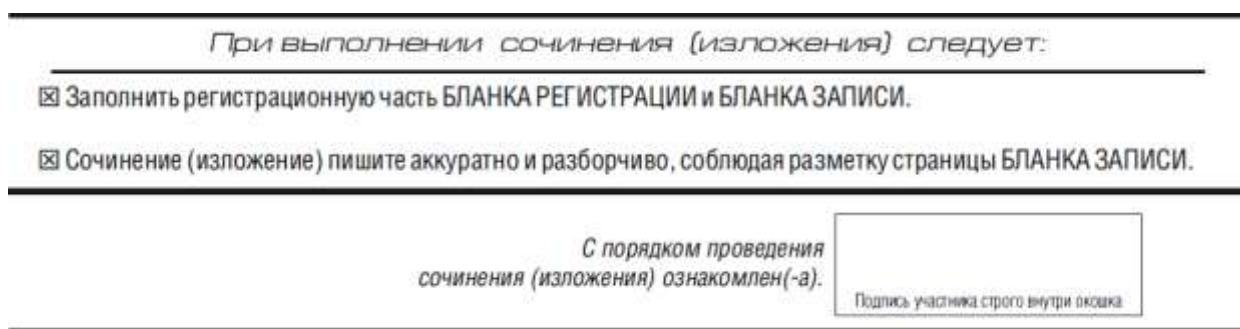 При выполнении сочинения (изложения) следует:
☒ Заполнить регистрационную часть БЛАНКА РЕГИСТРАЦИИ и БЛАНКА ЗАПИСИ.
☒ Сочинение (изложение) пишите аккуратно и разборчиво, соблюдая разметку страницы БЛАНКА ЗАПИСИ.
С порядком проведения
сочинения (изложения) ознакомлен(-а).
Подпись участника строго внутри окошка